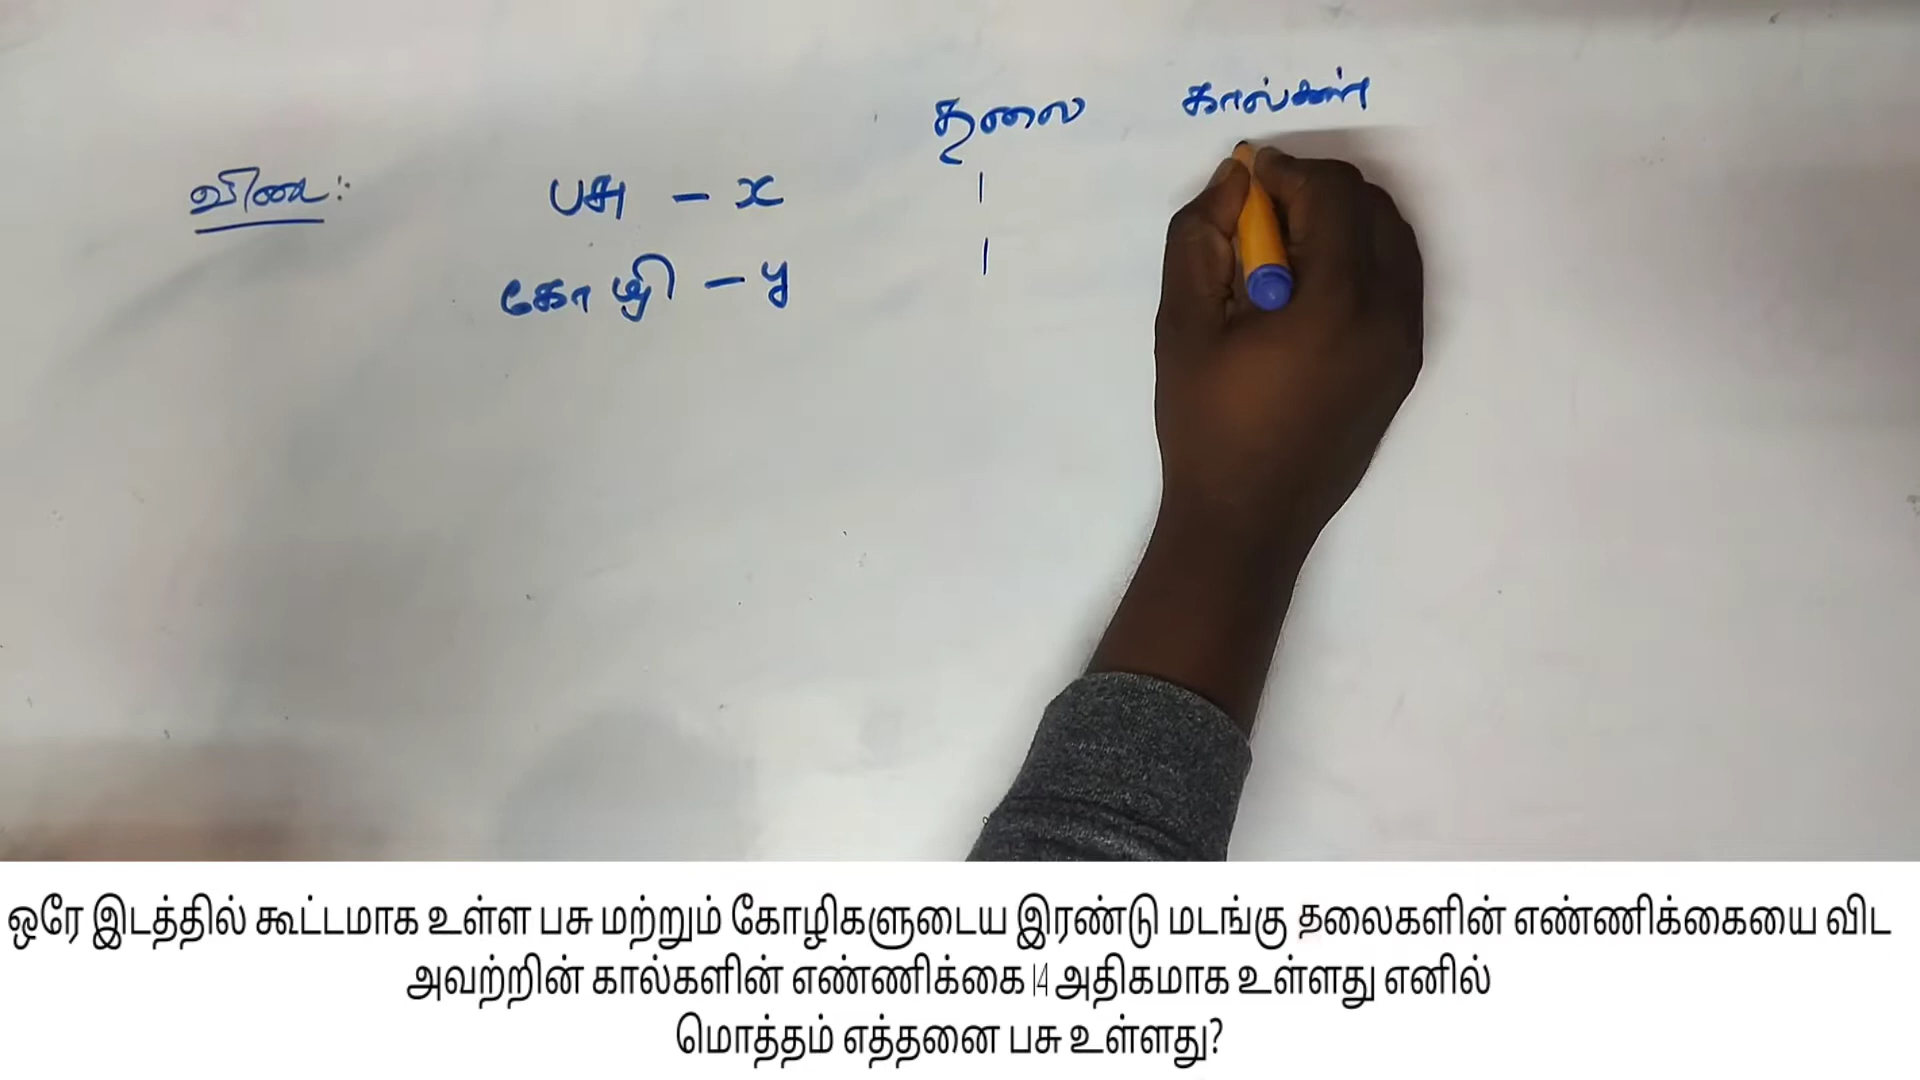 தலை கால்கள்
விடை:
பசு - x 1
கோழி - y 1
ஒரே இடத்தில் கூட்டமாக உள்ள பசு மற்றும் கோழிகளுடைய இரண்டு மடங்கு தலைகளின் எண்ணிக்கையை விட
அவற்றின் கால்களின் எண்ணிக்கை 14 அதிகமாக உள்ளது எனில்
மொத்தம் எத்தனை பசு உள்ளது?